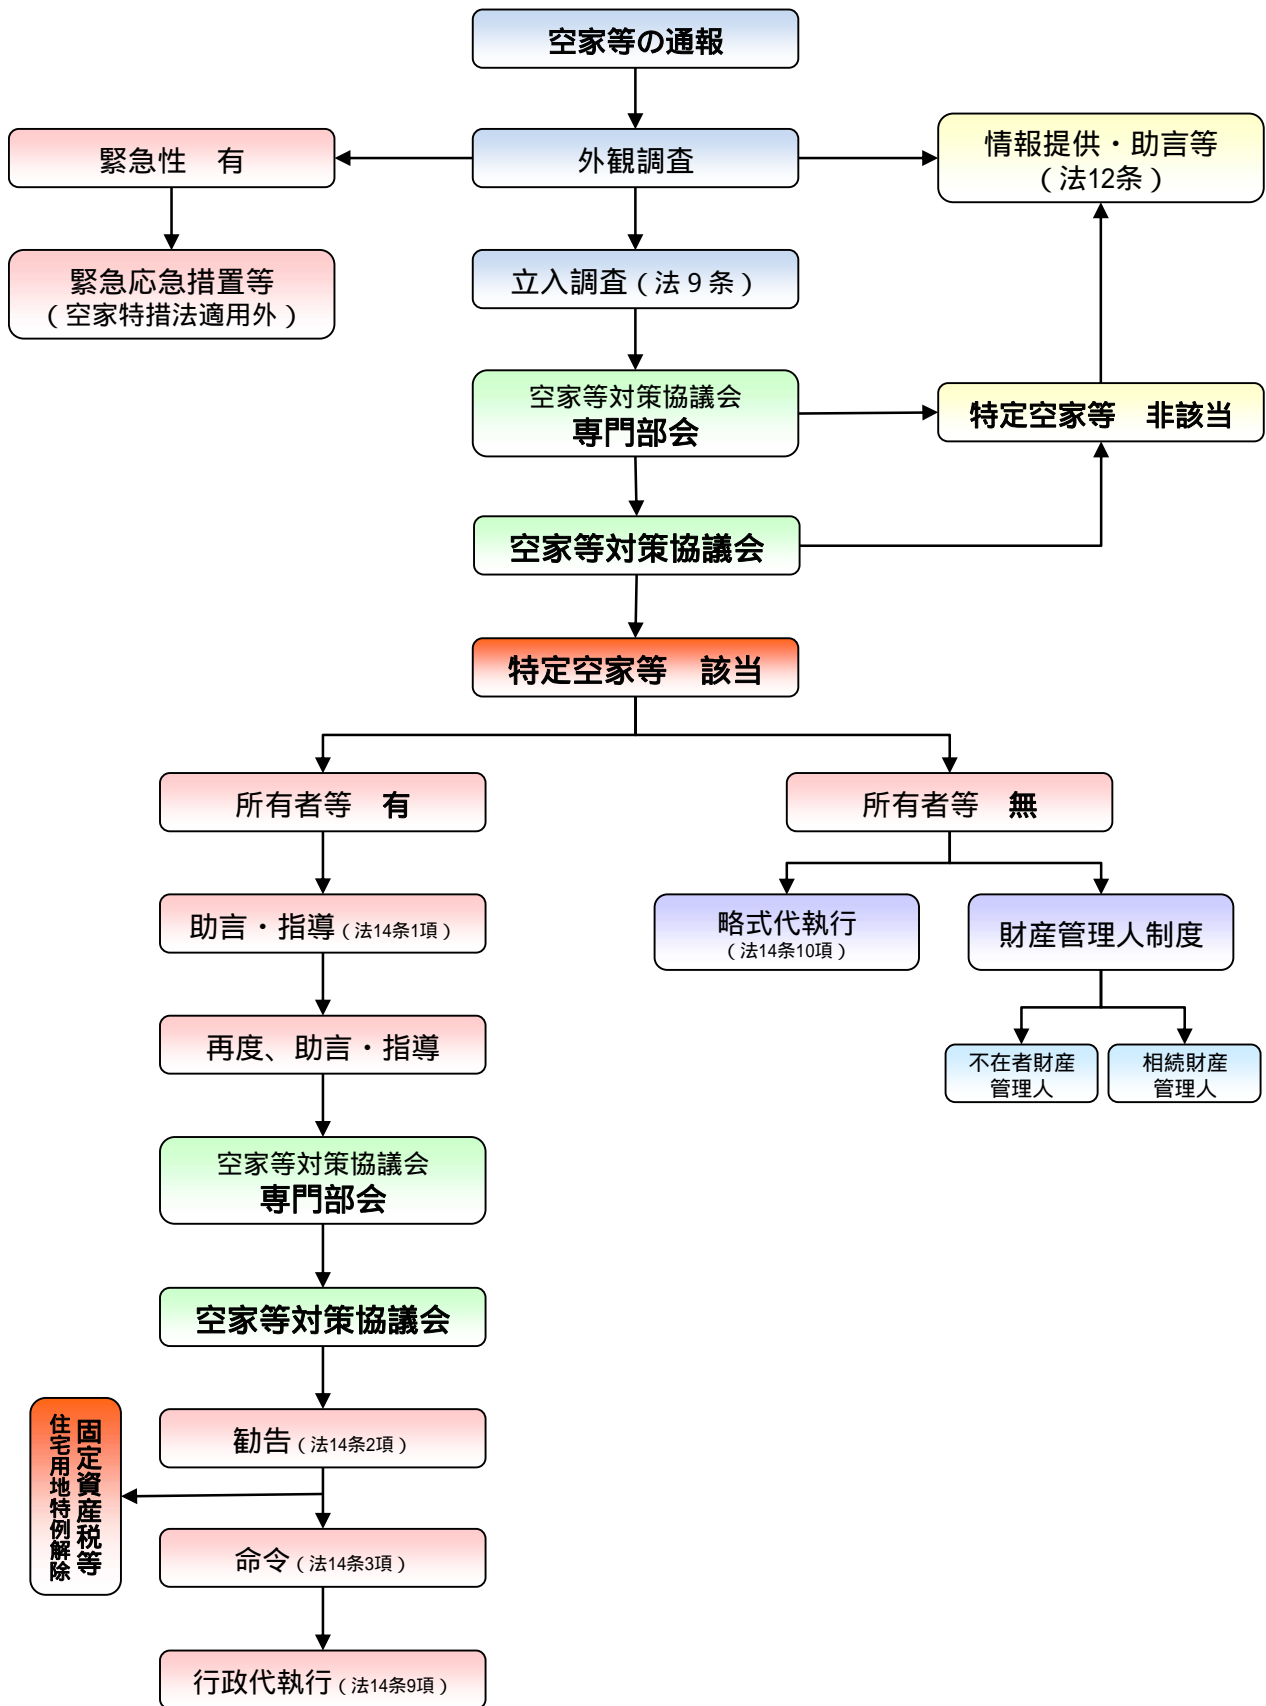 空家等の通報
緊急性　有
外観調査
情報提供・助言等
（法12条）
緊急応急措置等
（空家特措法適用外）
立入調査（法９条）
空家等対策協議会
専門部会
特定空家等　非該当
空家等対策協議会
特定空家等　該当
所有者等　有
所有者等　無
助言・指導（法14条1項）
略式代執行
（法14条10項）
財産管理人制度
再度、助言・指導
不在者財産
管理人
相続財産
管理人
空家等対策協議会
専門部会
空家等対策協議会
勧告（法14条2項）
固定資産税等
住宅用地特例解除
命令（法14条3項）
行政代執行（法14条9項）